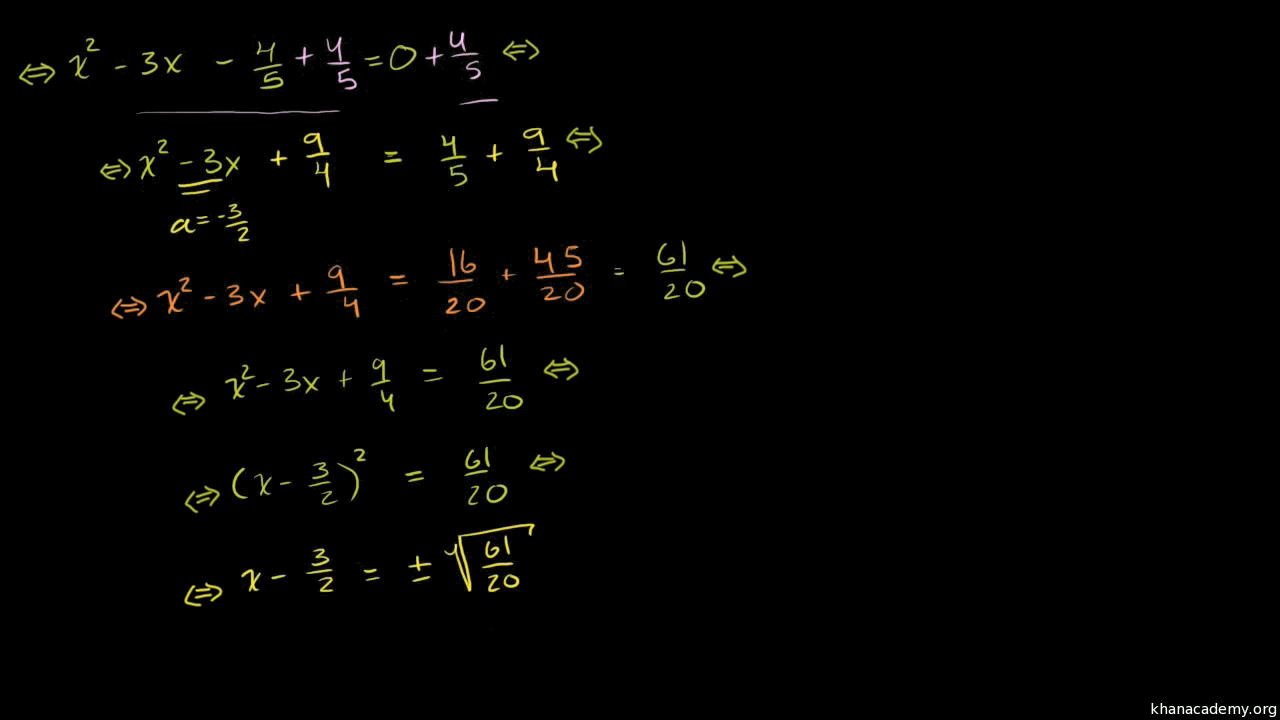 ⇔ x² - 3x - 4/5 + 4/5 = 0 + 4/5 ⇔
⇔ x² - 3x + 9/4 = 4/5 + 9/4 ⇔
a = -3/2
⇔ x² - 3x + 9/4 = 16/20 + 45/20 = 61/20 ⇔
⇔ x² - 3x + 9/4 = 61/20 ⇔
⇔ (x - 3/2)² = 61/20 ⇔
⇔ x - 3/2 = ± √(61/20)
khanacademy.org